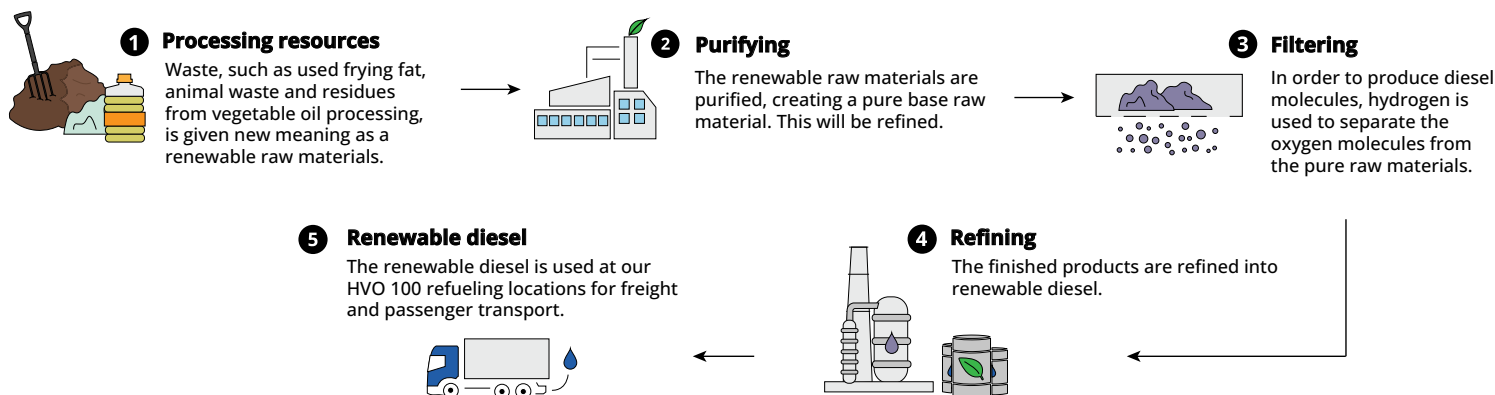 1 Processing resources
Waste, such as used frying fat,
animal waste and residues
from vegetable oil processing,
is given new meaning as a
renewable raw materials.
2 Purifying
The renewable raw materials are
purified, creating a pure base raw
material. This will be refined.
3 Filtering
In order to produce diesel
molecules, hydrogen is
used to separate the
oxygen molecules from
the pure raw materials.
4 Refining
The finished products are refined into
renewable diesel.
5 Renewable diesel
The renewable diesel is used at our
HVO 100 refueling locations for freight
and passenger transport.